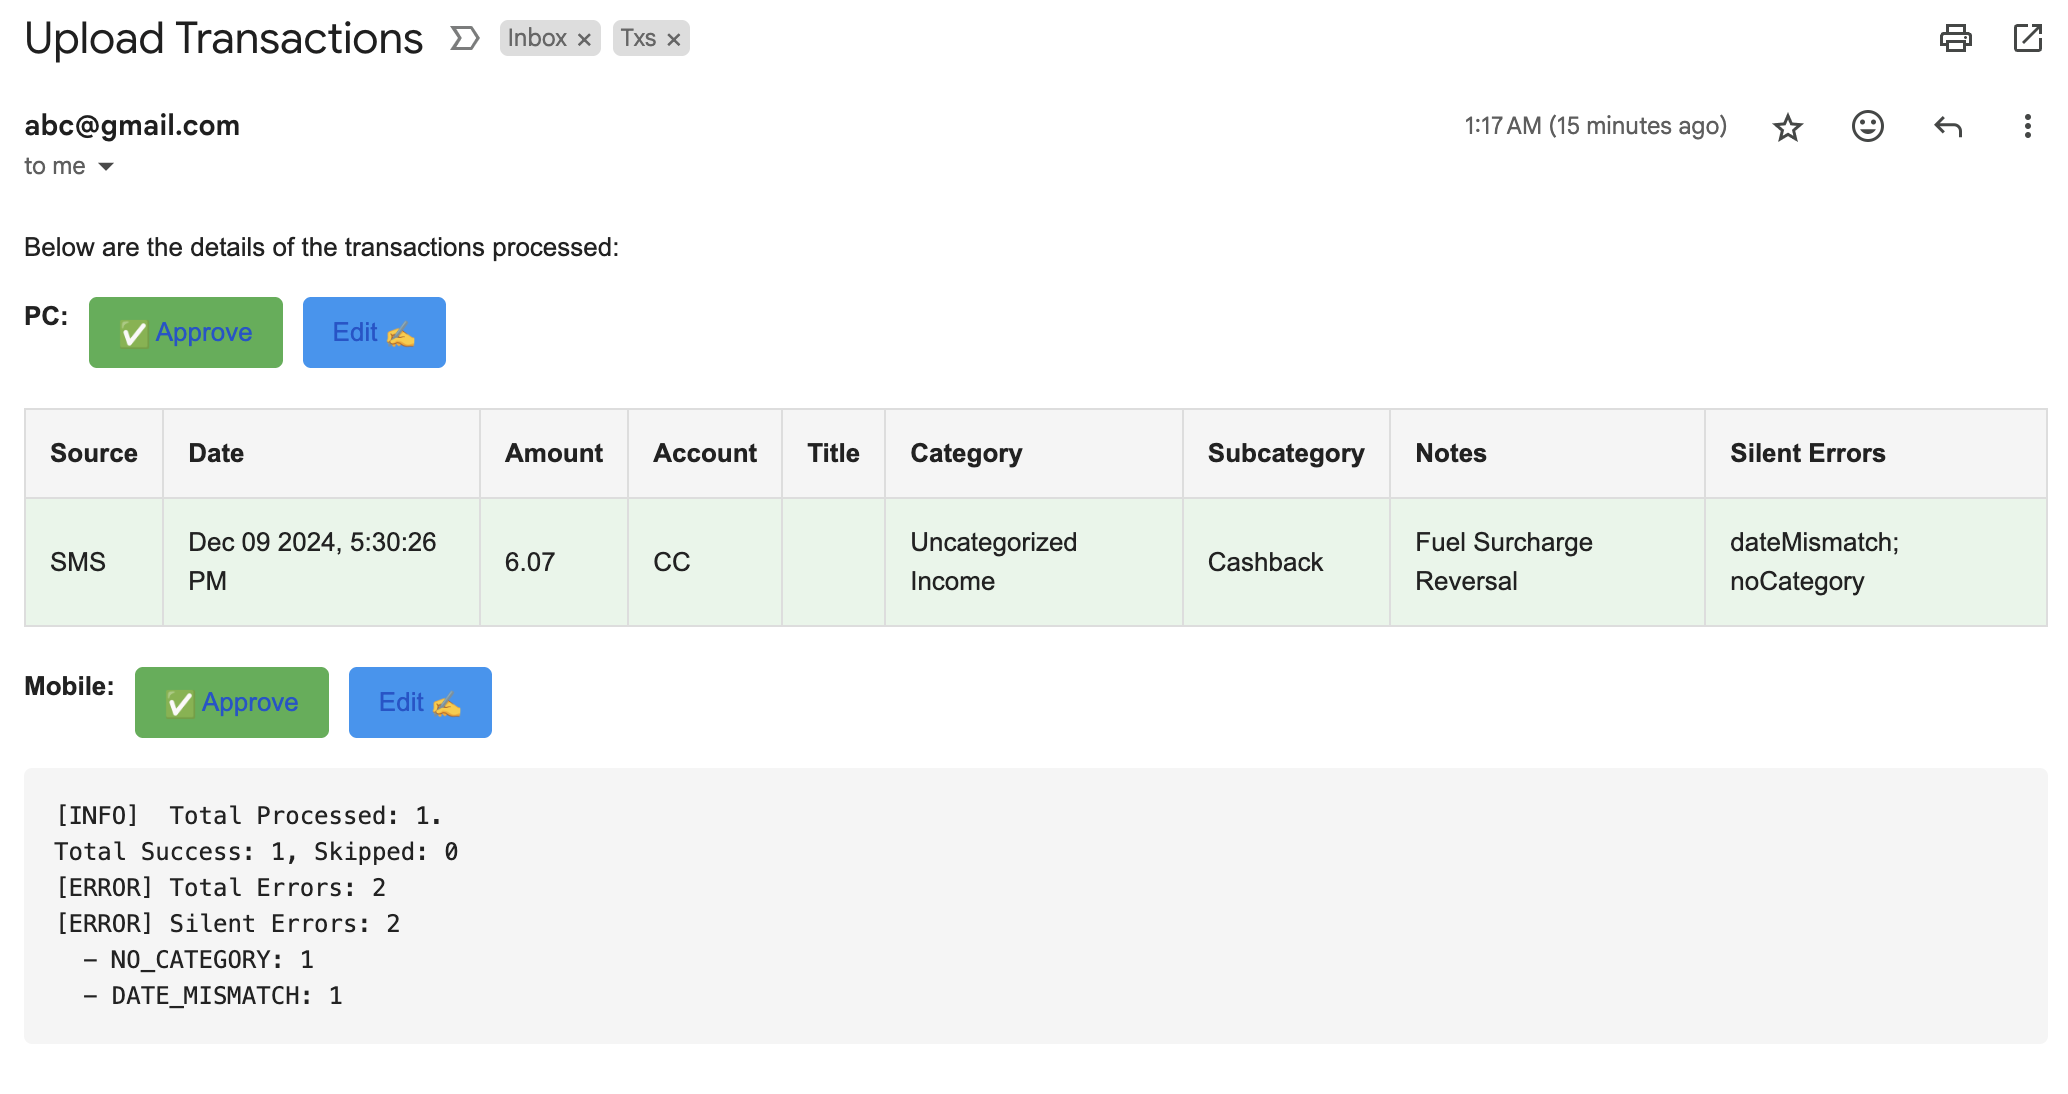 Upload Transactions Inbox × Txs ×
abc@gmail.com 1:17 AM (15 minutes ago)
to me
Below are the details of the transactions processed:
PC: ✅ Approve Edit ✍️
Source Date Amount Account Title Category Subcategory Notes Silent Errors
SMS Dec 09 2024, 5:30:26 PM 6.07 CC Uncategorized Income Cashback Fuel Surcharge Reversal dateMismatch; noCategory
Mobile: ✅ Approve Edit ✍️
[INFO]  Total Processed: 1.
Total Success: 1, Skipped: 0
[ERROR] Total Errors: 2
[ERROR] Silent Errors: 2
  – NO_CATEGORY: 1
  – DATE_MISMATCH: 1